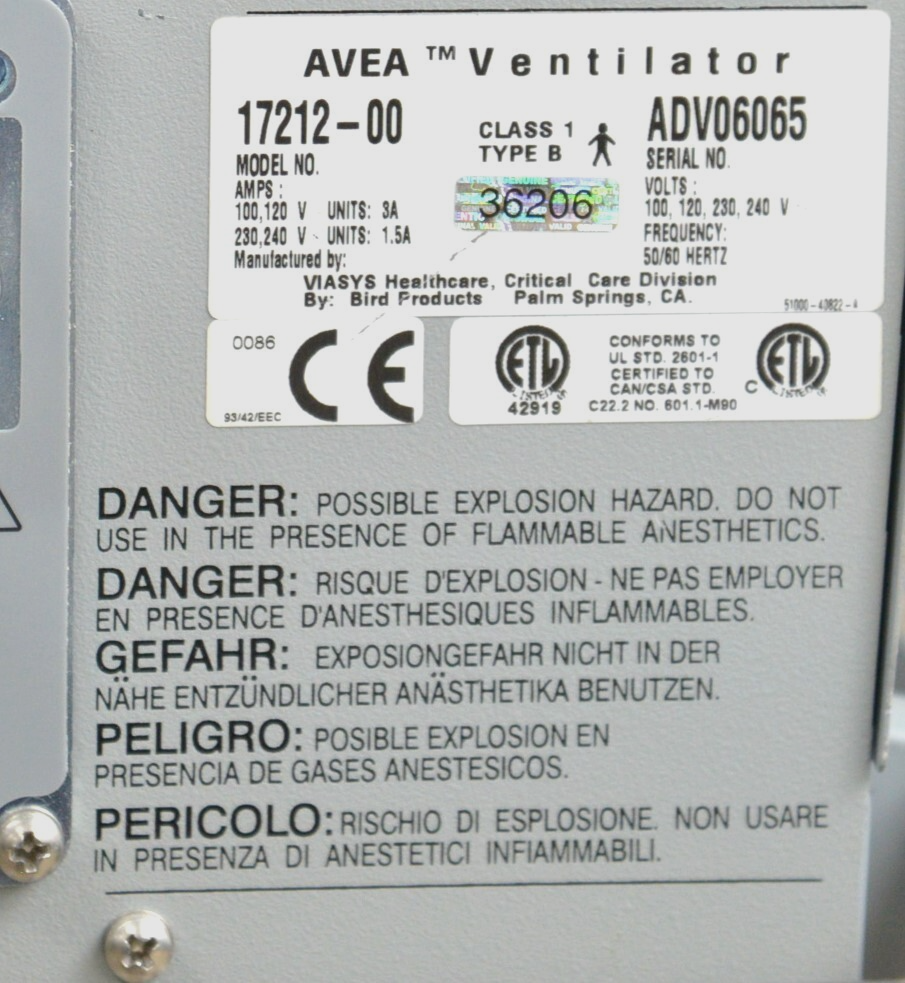 AVEA ™ Ventilator
17212-00
MODEL NO.
AMPS :
100,120 V UNITS: 3A
230,240 V UNITS: 1.5A
Manufactured by:
CLASS 1
TYPE B
36206
ADV06065
SERIAL NO.
VOLTS :
100, 120, 230, 240 V
FREQUENCY:
50/60 HERTZ
VIASYS Healthcare, Critical Care Division
By: Bird Products Palm Springs, CA.
51000-40822-A
0086
CE
93/42/EEC
ETL
LISTED
42919
CONFORMS TO
UL STD. 2601-1
CERTIFIED TO
CAN/CSA STD.
C22.2 NO. 601.1-M90
C
ETL
LISTED
DANGER: POSSIBLE EXPLOSION HAZARD. DO NOT
USE IN THE PRESENCE OF FLAMMABLE ANESTHETICS.
DANGER: RISQUE D'EXPLOSION - NE PAS EMPLOYER
EN PRESENCE D'ANESTHESIQUES INFLAMMABLES.
GEFAHR: EXPOSIONGEFAHR NICHT IN DER
NÄHE ENTZÜNDLICHER ANÄSTHETIKA BENUTZEN.
PELIGRO: POSIBLE EXPLOSION EN
PRESENCIA DE GASES ANESTESICOS.
PERICOLO: RISCHIO DI ESPLOSIONE. NON USARE
IN PRESENZA DI ANESTETICI INFIAMMABILI.